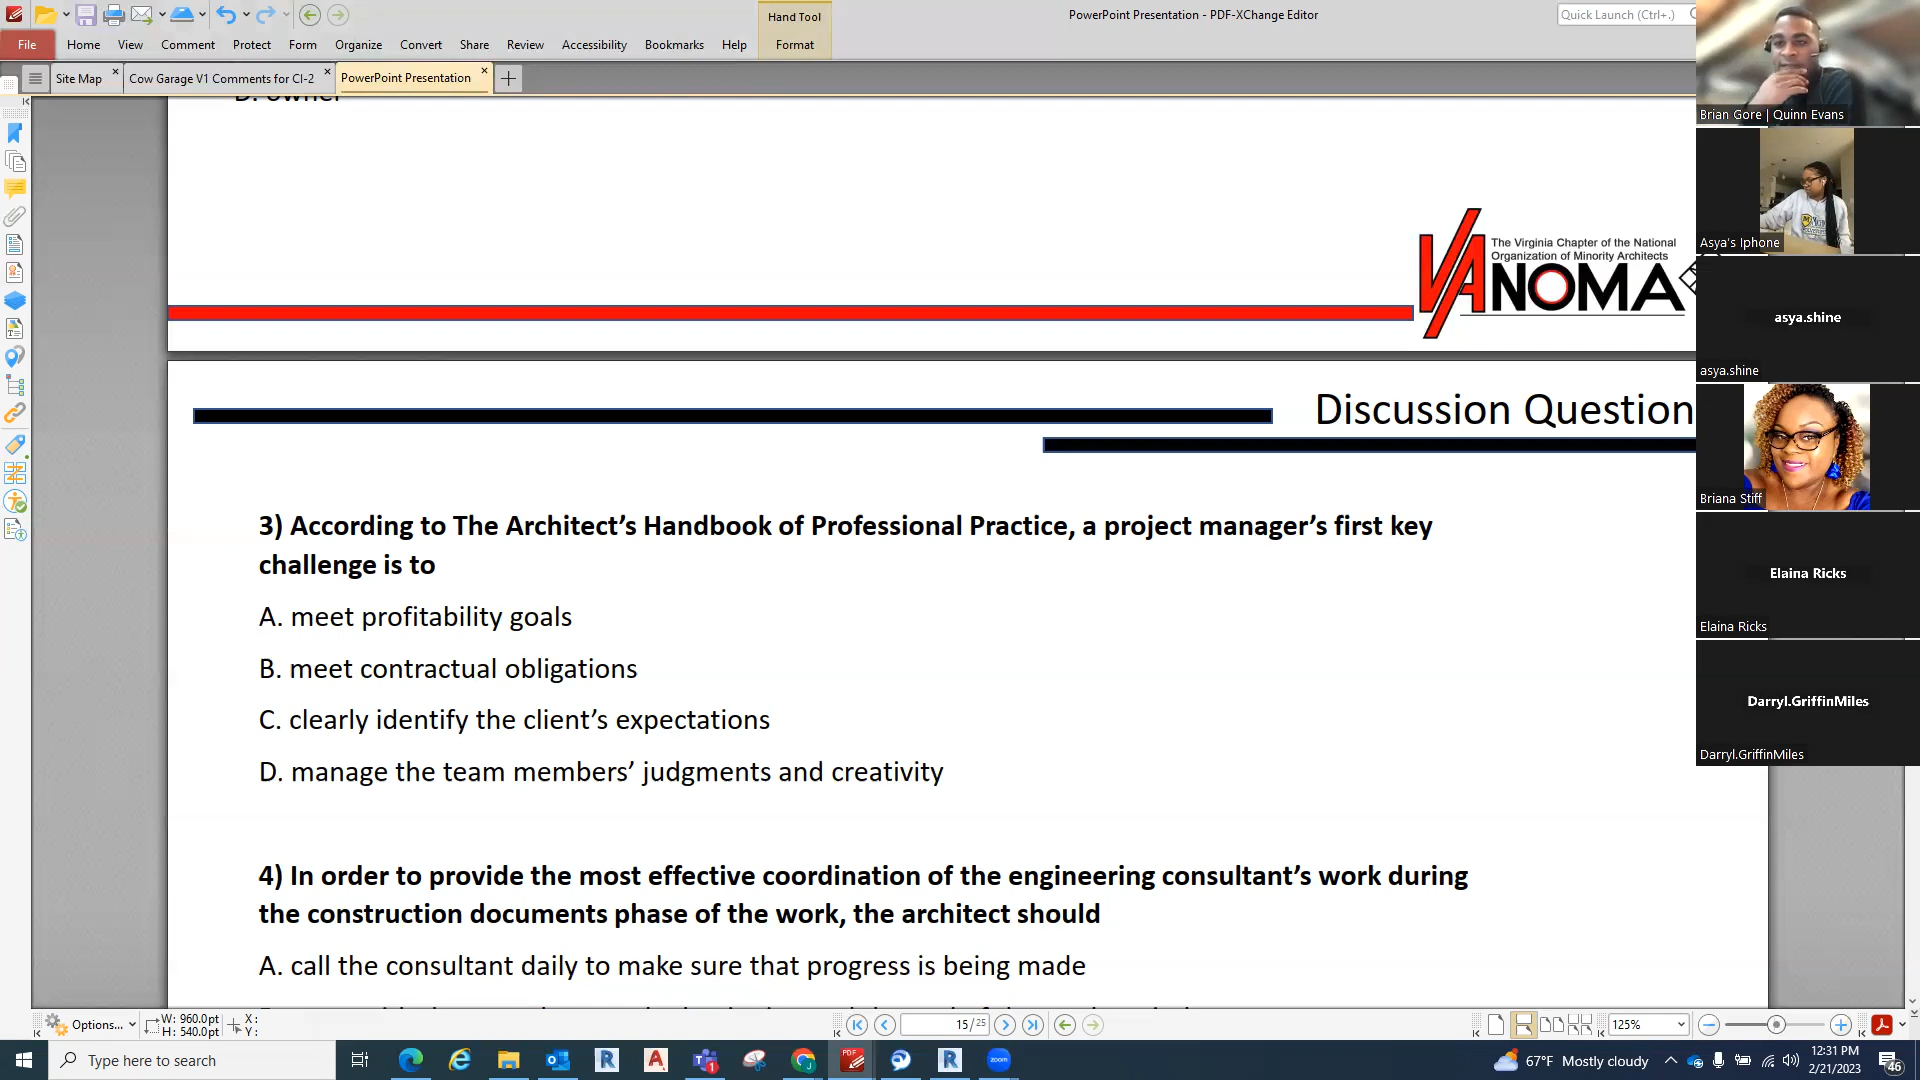 Hand Tool
PowerPoint Presentation - PDF-XChange Editor
Quick Launch (Ctrl+,)
File
Home
View
Comment
Protect
Form
Organize
Convert
Share
Review
Accessibility
Bookmarks
Help
Format
Site Map
Cow Garage V1 Comments for CI-2
PowerPoint Presentation
D. owner
The Virginia Chapter of the National
Organization of Minority Architects
VA NOMA
Discussion Question
3) According to The Architect’s Handbook of Professional Practice, a project manager’s first key
challenge is to
A. meet profitability goals
B. meet contractual obligations
C. clearly identify the client’s expectations
D. manage the team members’ judgments and creativity
4) In order to provide the most effective coordination of the engineering consultant’s work during
the construction documents phase of the work, the architect should
A. call the consultant daily to make sure that progress is being made
Brian Gore | Quinn Evans
Asya's Iphone
asya.shine
asya.shine
Briana Stiff
Elaina Ricks
Elaina Ricks
Darryl.GriffinMiles
Darryl.GriffinMiles
Options...
W: 960.0pt
H: 540.0pt
X:
Y:
15 / 25
125%
Type here to search
67°F Mostly cloudy
12:31 PM
2/21/2023
46